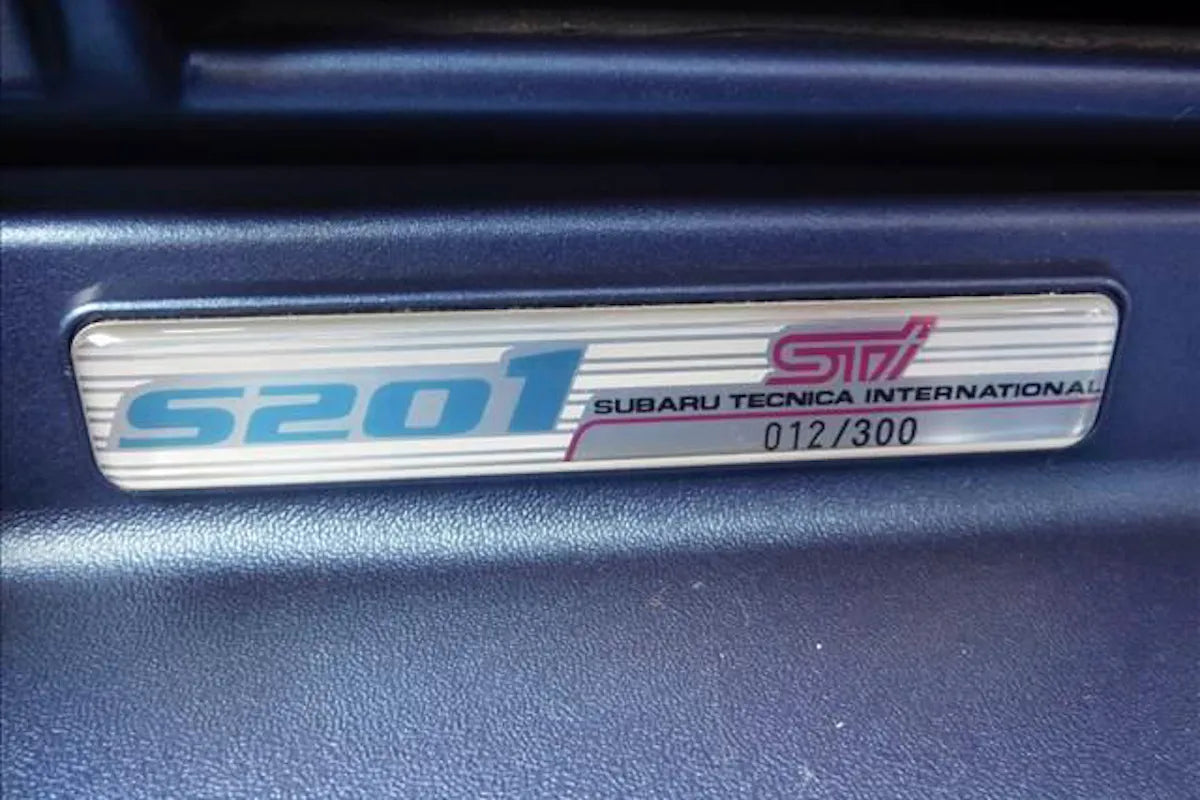 S201
STi
SUBARU TECNICA INTERNATIONAL
012/300